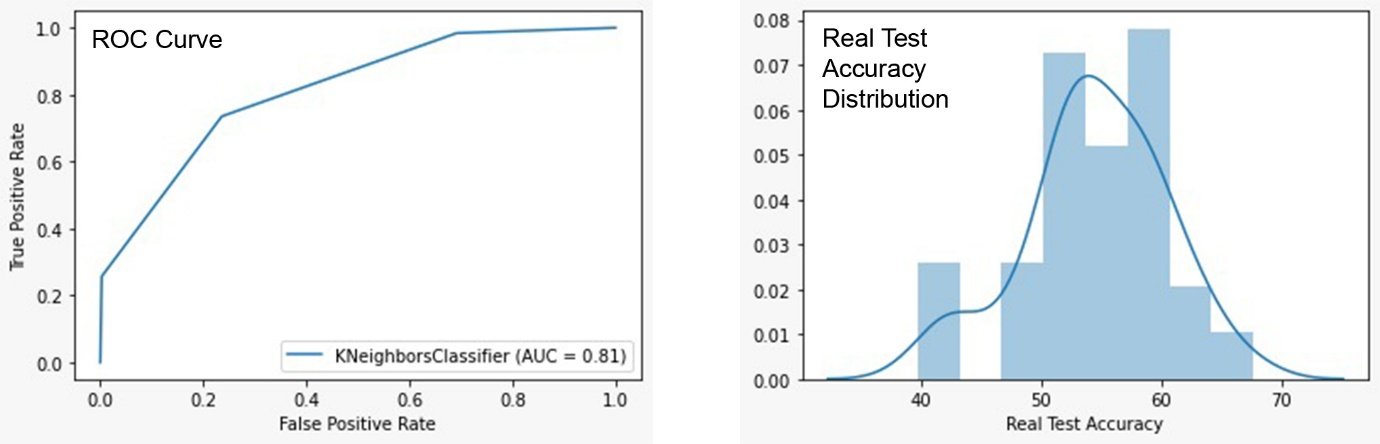 ROC Curve
1.0
0.8
0.6
0.4
0.2
0.0
True Positive Rate
KNeighborsClassifier (AUC = 0.81)
0.0 0.2 0.4 0.6 0.8 1.0
False Positive Rate
Real Test
Accuracy
Distribution
0.08
0.07
0.06
0.05
0.04
0.03
0.02
0.01
0.00
40 50 60 70
Real Test Accuracy